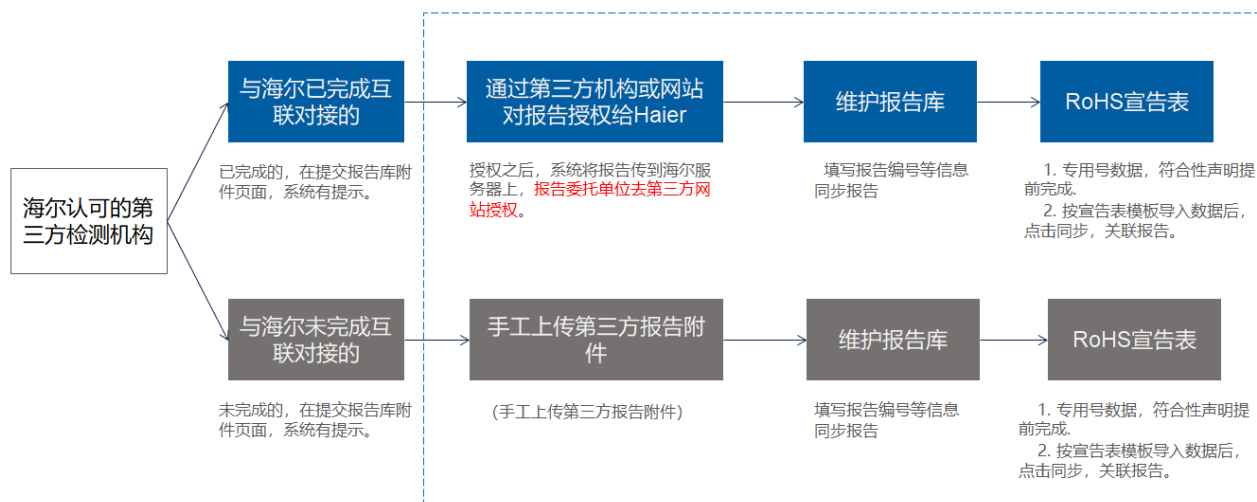 与海尔已完成互
联对接的
通过第三方机构或网站
对报告授权给Haier
维护报告库
RoHS宣告表
已完成的，在提交报告库附
件页面，系统有提示。
授权之后，系统将报告传到海尔服
务器上，报告委托单位去第三方网
站授权。
填写报告编号等信息
同步报告
1. 专用号数据，符合性声明提
前完成.
2. 按宣告表模板导入数据后，
点击同步，关联报告。
海尔认可的第
三方检测机构
与海尔未完成互
联对接的
手工上传第三方报告附
件
维护报告库
RoHS宣告表
未完成的，在提交报告库附
件页面，系统有提示。
(手工上传第三方报告附件)
填写报告编号等信息
同步报告
1. 专用号数据，符合性声明提
前完成.
2. 按宣告表模板导入数据后，
点击同步，关联报告。